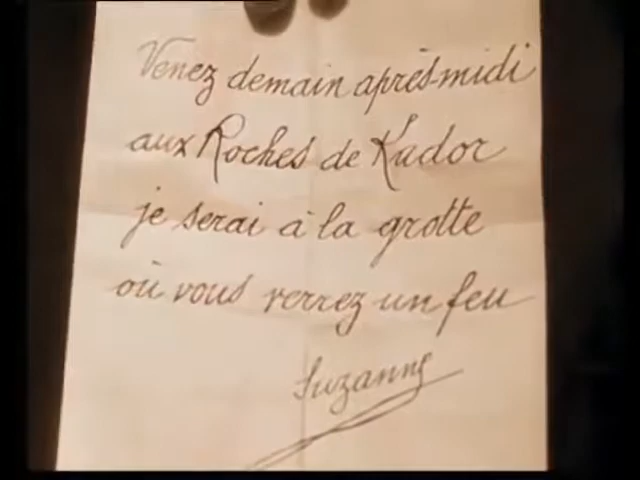 Venez demain après-midi
aux Roches de Kador
je serai à la grotte
où vous verrez un feu
Suzanne